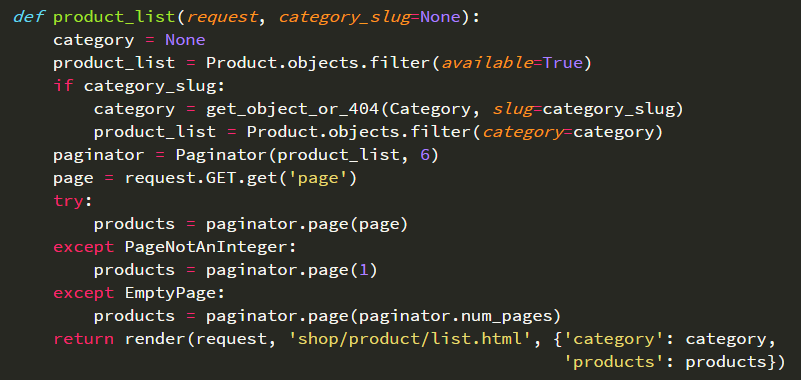 def product_list(request, category_slug=None):
    category = None
    product_list = Product.objects.filter(available=True)
    if category_slug:
        category = get_object_or_404(Category, slug=category_slug)
        product_list = Product.objects.filter(category=category)
    paginator = Paginator(product_list, 6)
    page = request.GET.get('page')
    try:
        products = paginator.page(page)
    except PageNotAnInteger:
        products = paginator.page(1)
    except EmptyPage:
        products = paginator.page(paginator.num_pages)
    return render(request, 'shop/product/list.html', {'category': category,
                                                      'products': products})